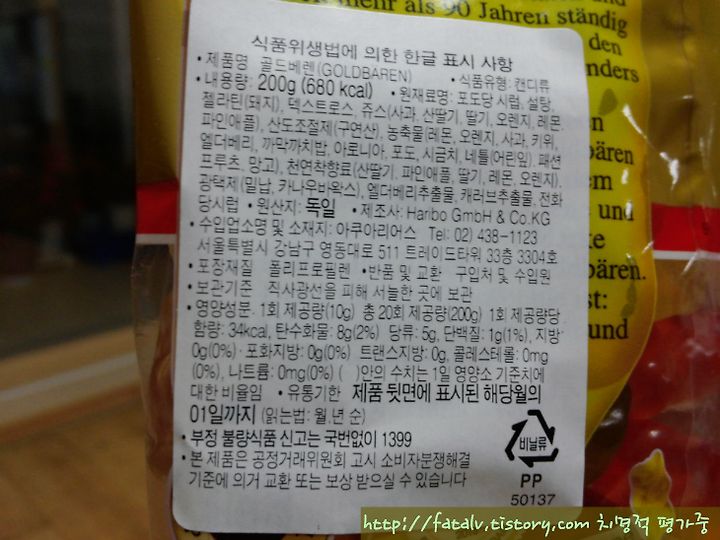 mehr als 90 Jahren ständig
den
nders
식품위생법에 의한 한글 표시 사항
• 제품명 골드베렌(GOLDBAREN) • 식품유형: 캔디류
• 내용량: 200g (680 kcal) • 원재료명: 포도당 시럽, 설탕,
젤라틴(돼지), 덱스트로스, 쥬스(사과, 산딸기, 딸기, 오렌지, 레몬,
파인애플), 산도조절제(구연산), 농축물(레몬, 오렌지, 사과, 키위,
엘더베리, 까막까치밥, 아로니아, 포도, 시금치, 네틀(어린잎), 패션
프루츠, 망고), 천연착향료(산딸기, 파인애플, 딸기, 레몬, 오렌지),
광택제(밀납, 카나우바왁스), 엘더베리추출물, 캐러브추출물, 전화
당시럽 • 원산지: 독일 • 제조사: Haribo GmbH & Co.KG
• 수입업소명 및 소재지: 아쿠아리어스 Tel: 02) 438-1123
서울특별시 강남구 영동대로 511 트레이드타워 33층 3304호
• 포장재질 폴리프로필렌 •반품 및 교환 구입처 및 수입원
• 보관기준 직사광선을 피해 서늘한 곳에 보관
• 영양성분. 1회 제공량(10g) 총 20회 제공량(200g) 1회 제공량당
함량: 34kcal, 탄수화물: 8g(2%) 당류: 5g, 단백질: 1g(1%), 지방:
0g(0%)· 포화지방: 0g(0%) 트랜스지방: 0g, 콜레스테롤: 0mg
(0%), 나트륨: 0mg(0%) ( )안의 수치는 1일 영양소 기준치에
대한 비율임 • 유통기한 제품 뒷면에 표시된 해당월의
01일까지 (읽는법: 월,년 순)
• 부정 불량식품 신고는 국번없이 1399
• 본 제품은 공정거래위원회 고시 소비자분쟁해결
기준에 의거 교환 또는 보상 받으실 수 있습니다
비닐류
PP
50137
bären
em
und
te
bären.
st:
und
http://fatalv.tistory.com 치명적 평가중